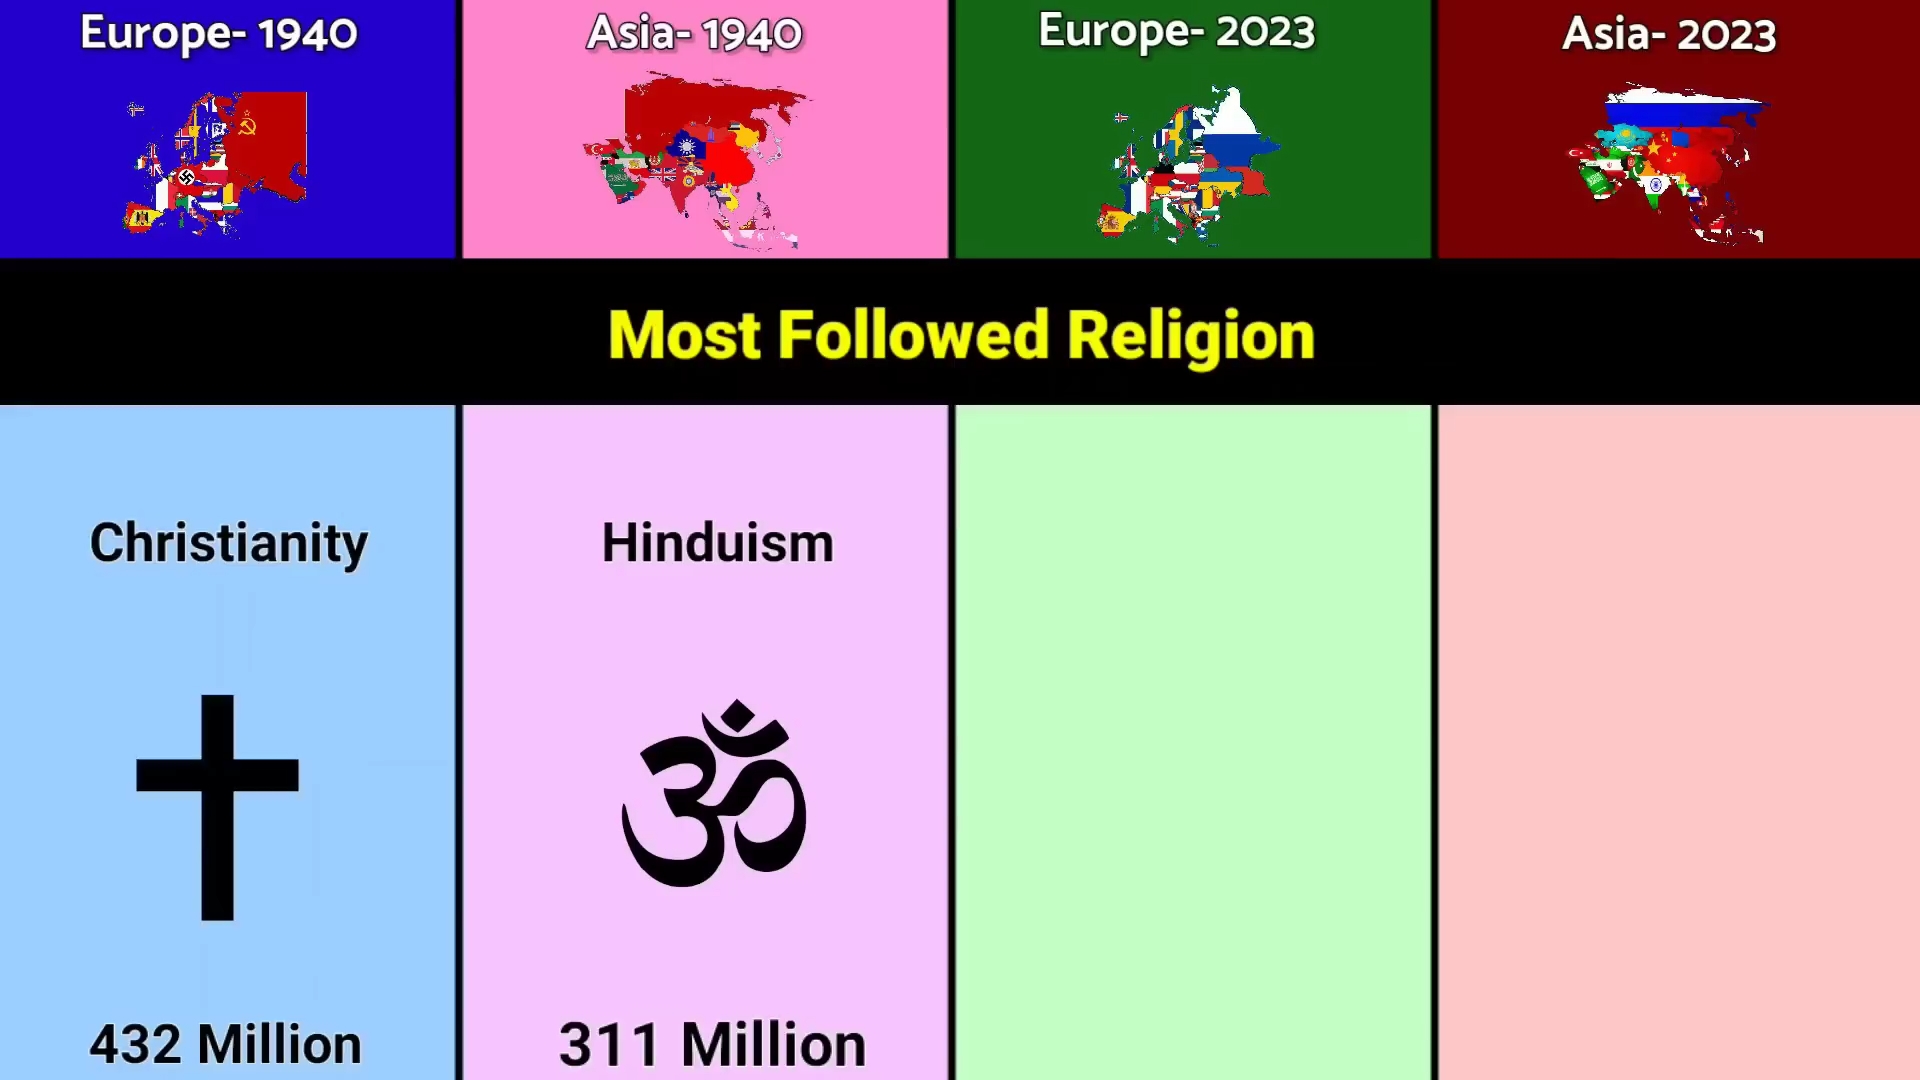 Europe- 1940
Asia- 1940
Europe- 2023
Asia- 2023
Most Followed Religion
Christianity
Hinduism
432 Million
311 Million